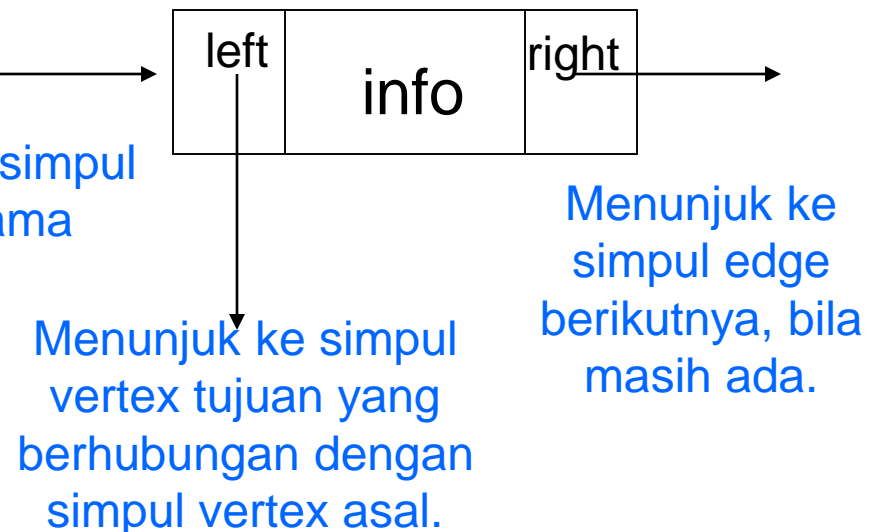 left
info
right
simpul
Menunjuk ke
simpul edge
berikutnya, bila
masih ada.
Menunjuk ke simpul
vertex tujuan yang
berhubungan dengan
simpul vertex asal.